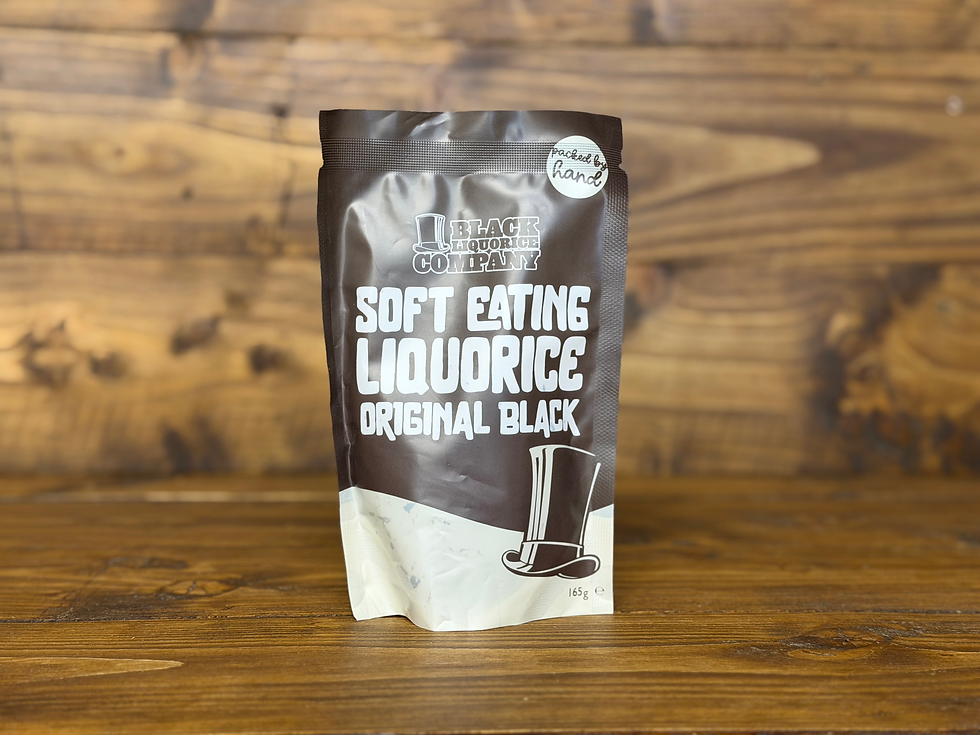 packed by
hand
BLACK
LIQUORICE
COMPANY
SOFT EATING
LIQUORICE
ORIGINAL BLACK
165g ℮